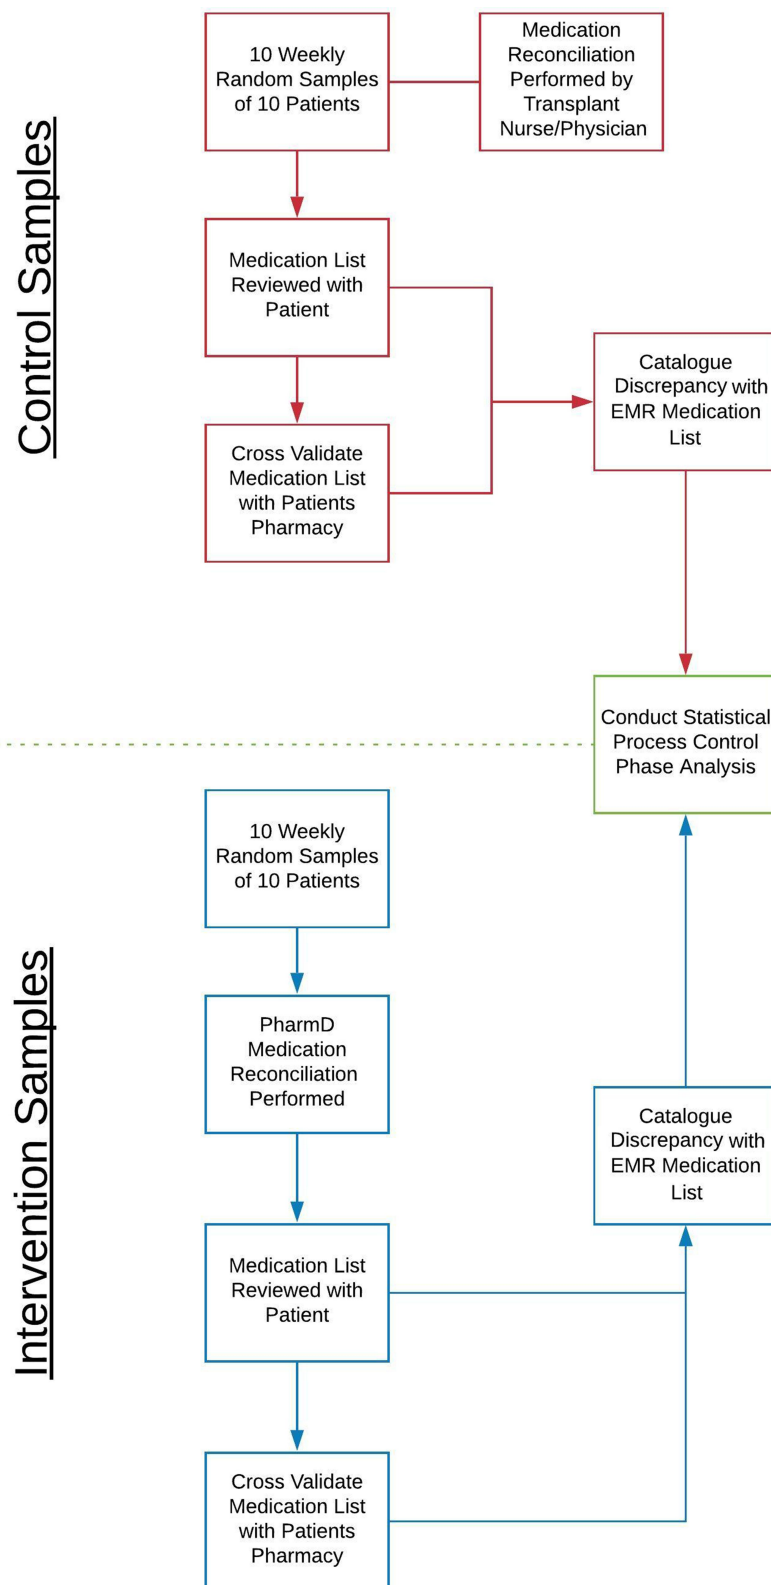 Control Samples
10 Weekly
Random Samples
of 10 Patients
Medication
Reconciliation
Performed by
Transplant
Nurse/Physician
Medication List
Reviewed with
Patient
Cross Validate
Medication List
with Patients
Pharmacy
Catalogue
Discrepancy with
EMR Medication
List
Conduct Statistical
Process Control
Phase Analysis
Intervention Samples
10 Weekly
Random Samples
of 10 Patients
PharmD
Medication
Reconciliation
Performed
Medication List
Reviewed with
Patient
Cross Validate
Medication List
with Patients
Pharmacy
Catalogue
Discrepancy with
EMR Medication
List